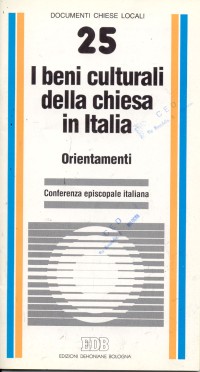 DOCUMENTI CHIESE LOCALI
25
I beni culturali
della chiesa
in Italia
Orientamenti
Conferenza episcopale italiana
EDB
EDIZIONI DEHONIANE BOLOGNA